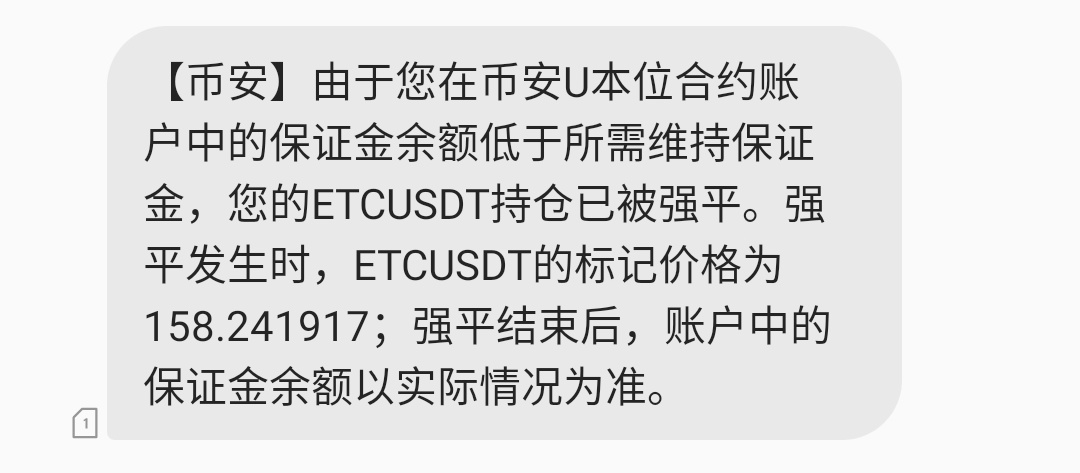 【币安】由于您在币安U本位合约账
户中的保证金余额低于所需维持保证
金，您的ETCUSDT持仓已被强平。强
平发生时，ETCUSDT的标记价格为
158.241917；强平结束后，账户中的
保证金余额以实际情况为准。
1